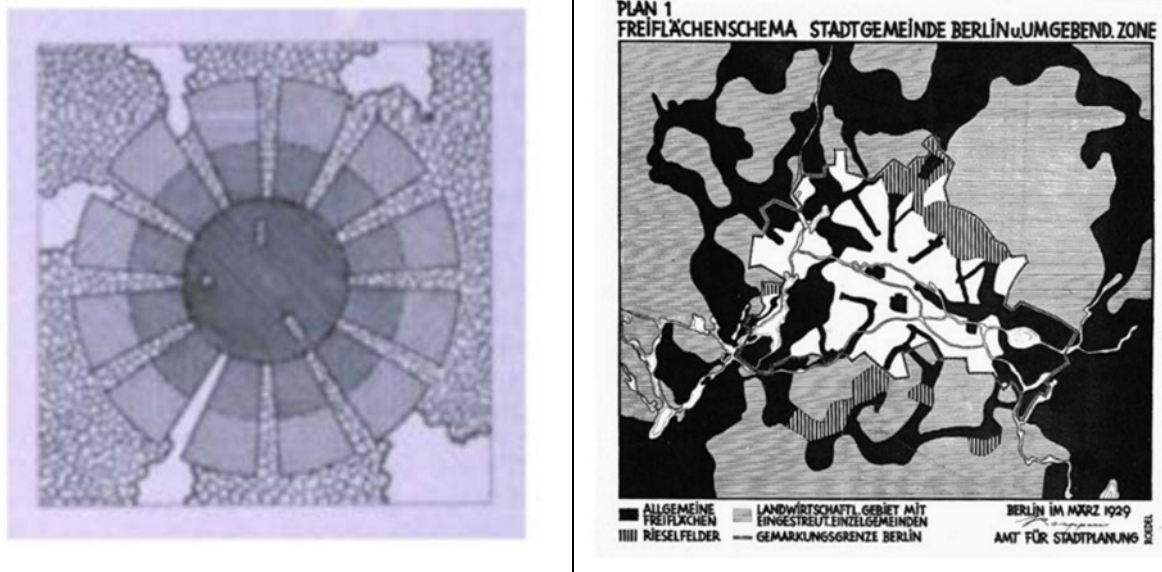 PLAN 1
FREIFLÄCHENSCHEMA STADTGEMEINDE BERLIN u. UMGEBEND. ZONE
ALLGEMEINE FREIFLÄCHEN
RIESELFELDER
LANDWIRTSCHAFTL. GEBIET MIT EINGESTREUT. EINZELGEMEINDEN
GEMARKUNGSGRENZE BERLIN
BERLIN IM MÄRZ 1929
AMT FÜR STADTPLANUNG
ROEDEL